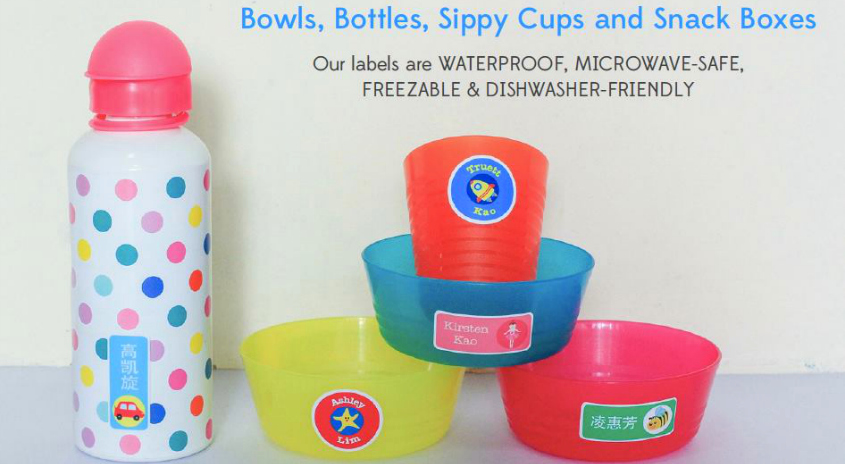 Bowls, Bottles, Sippy Cups and Snack Boxes
Our labels are WATERPROOF, MICROWAVE-SAFE,
FREEZABLE & DISHWASHER-FRIENDLY
Truett
Kao
Kirsten
Kao
高凯旋
Ashley
Lim
凌惠芳